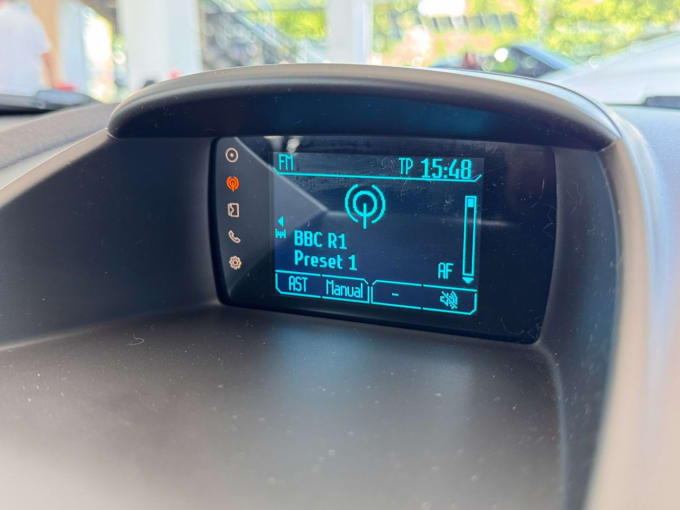 FM TP 15:48
BBC R1
Preset 1
AF
AST Manual -